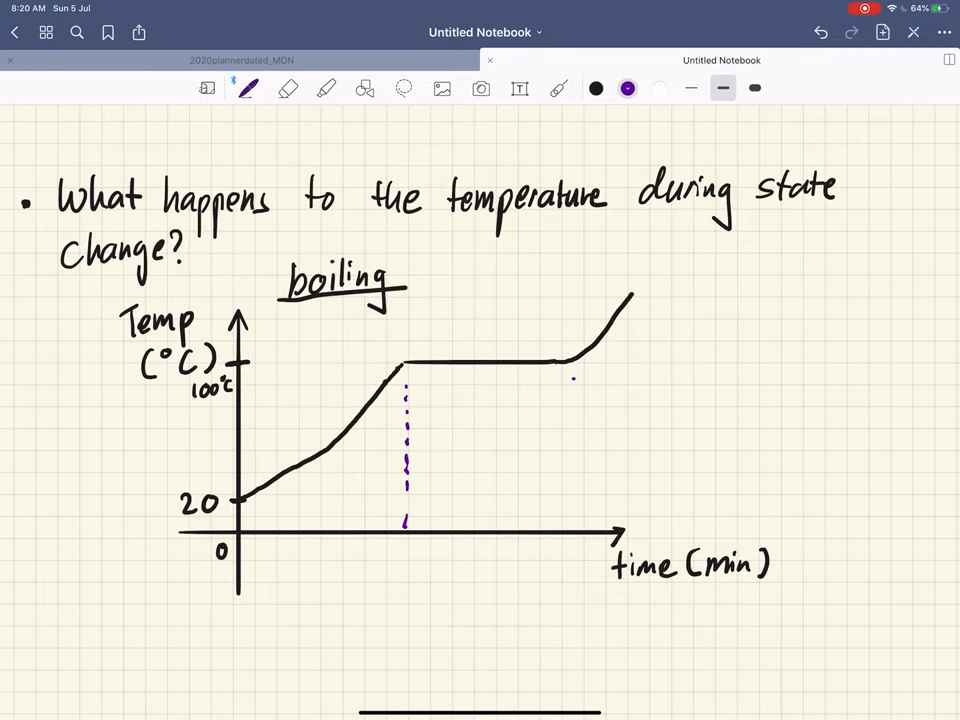 8:20 AM Sun 5 Jul
64%
Untitled Notebook
2020plannerdated_MON
Untitled Notebook
T
• What happens to the temperature during state
change?
boiling
Temp
(°C)
100°C
20
0
time (min)